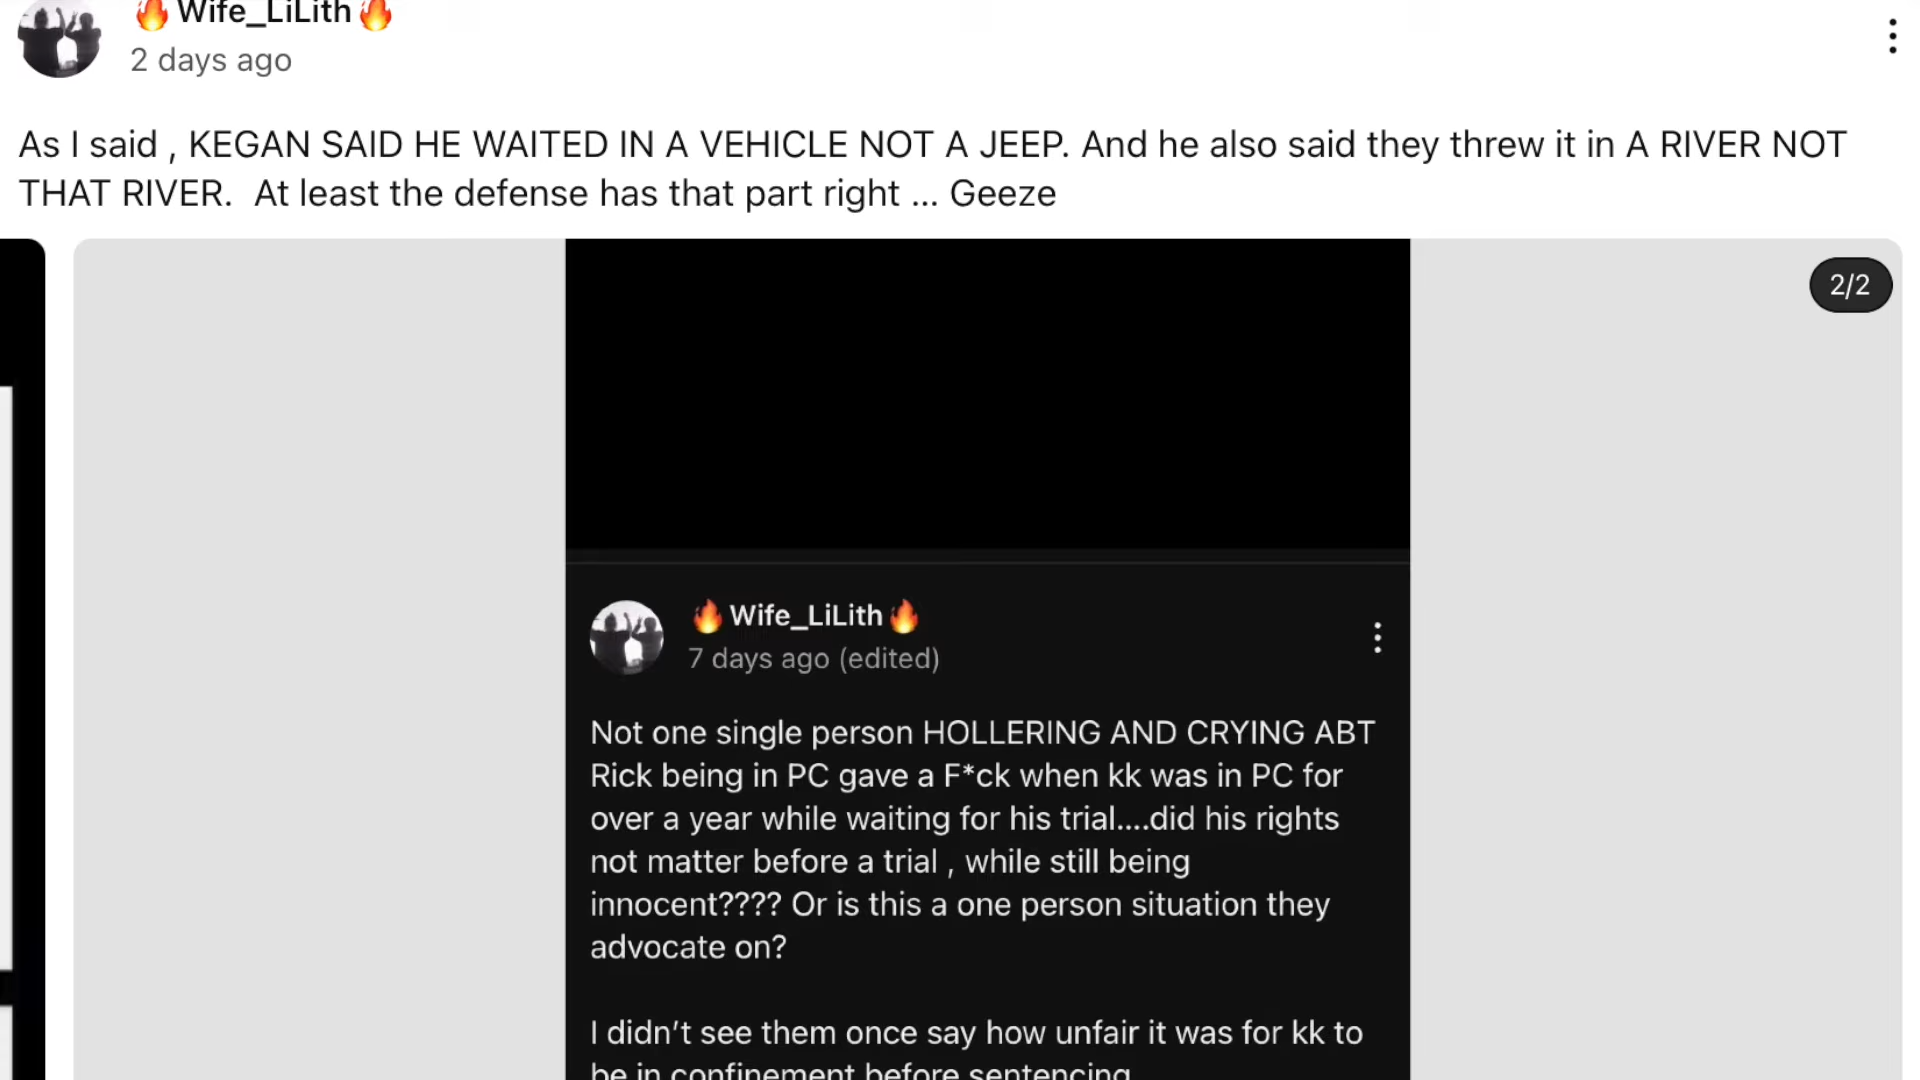 🔥Wife_LiLith🔥
2 days ago
As I said , KEGAN SAID HE WAITED IN A VEHICLE NOT A JEEP. And he also said they threw it in A RIVER NOT
THAT RIVER.  At least the defense has that part right ... Geeze
2/2
🔥Wife_LiLith🔥
7 days ago (edited)
Not one single person HOLLERING AND CRYING ABT
Rick being in PC gave a F*ck when kk was in PC for
over a year while waiting for his trial....did his rights
not matter before a trial , while still being
innocent???? Or is this a one person situation they
advocate on?
I didn't see them once say how unfair it was for kk to
be in confinement before sentencing